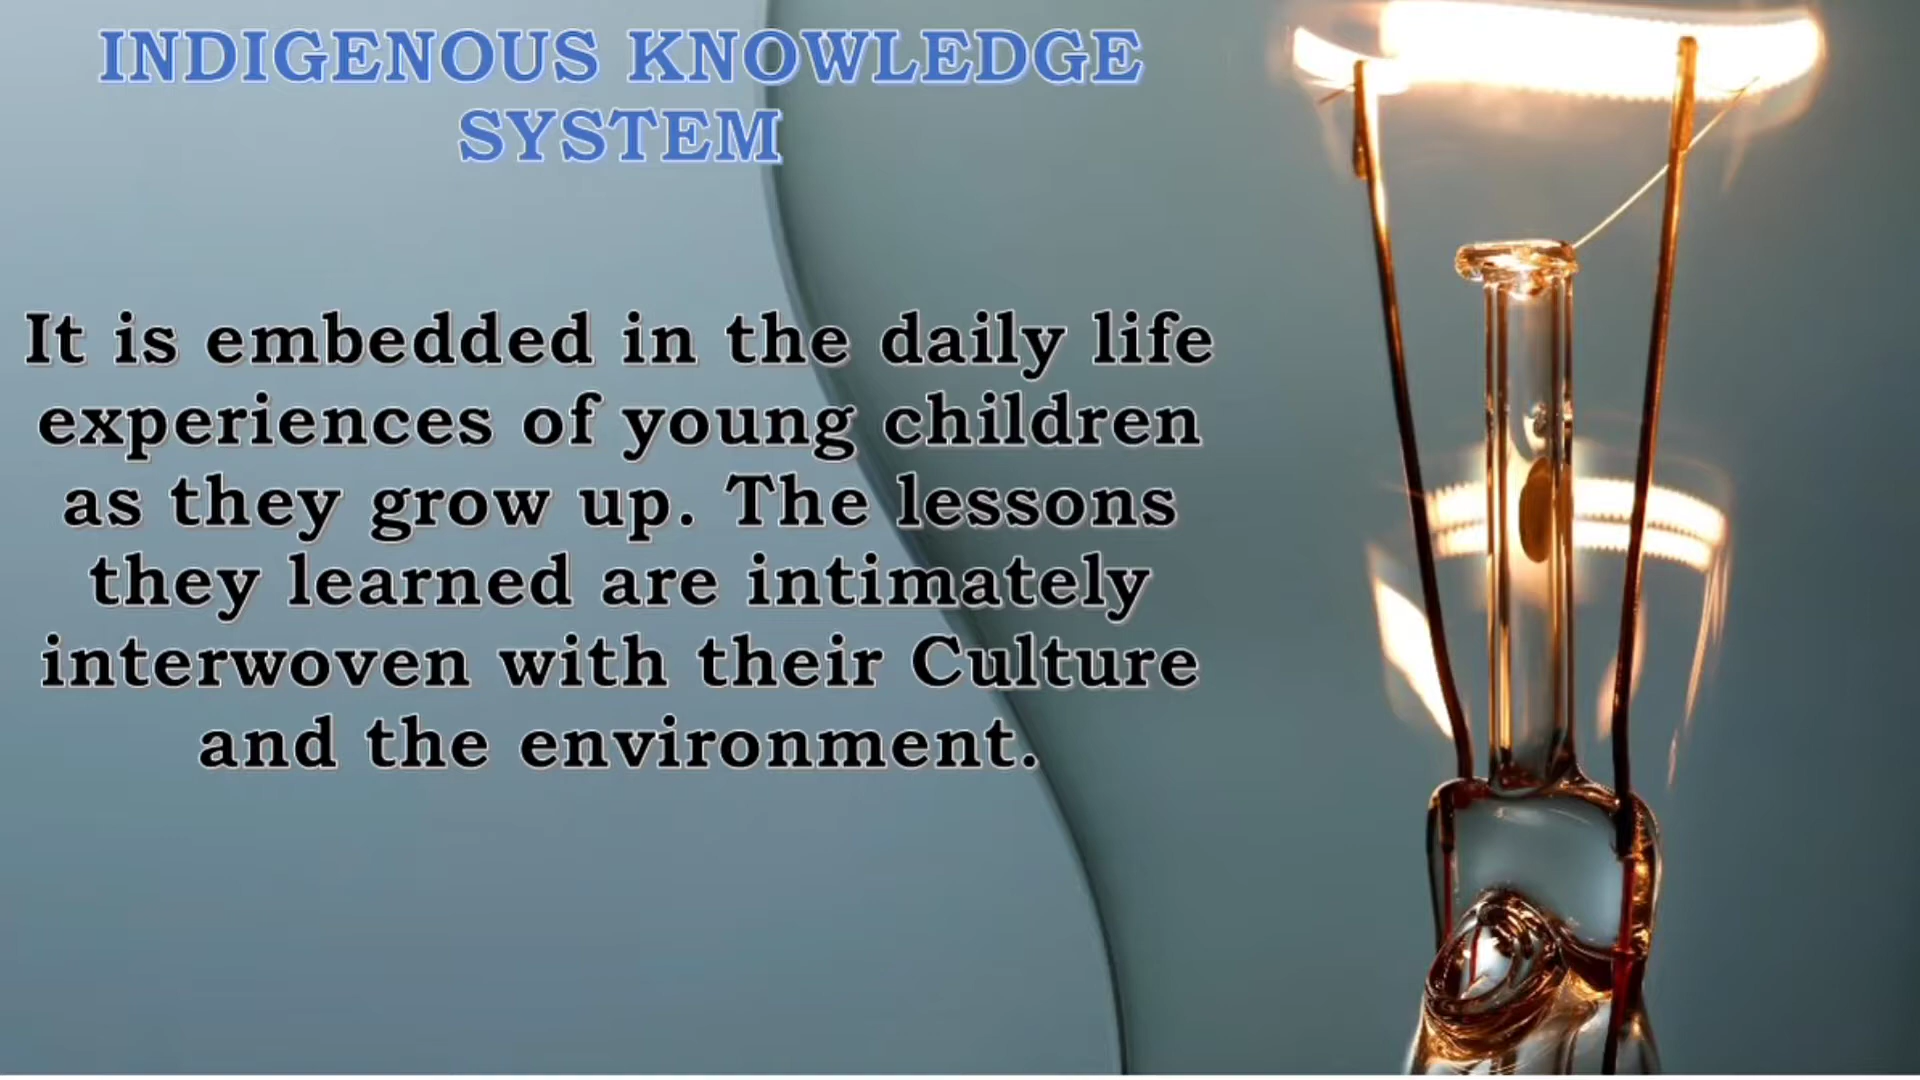 INDIGENOUS KNOWLEDGE
SYSTEM
It is embedded in the daily life
experiences of young children
as they grow up. The lessons
they learned are intimately
interwoven with their Culture
and the environment.